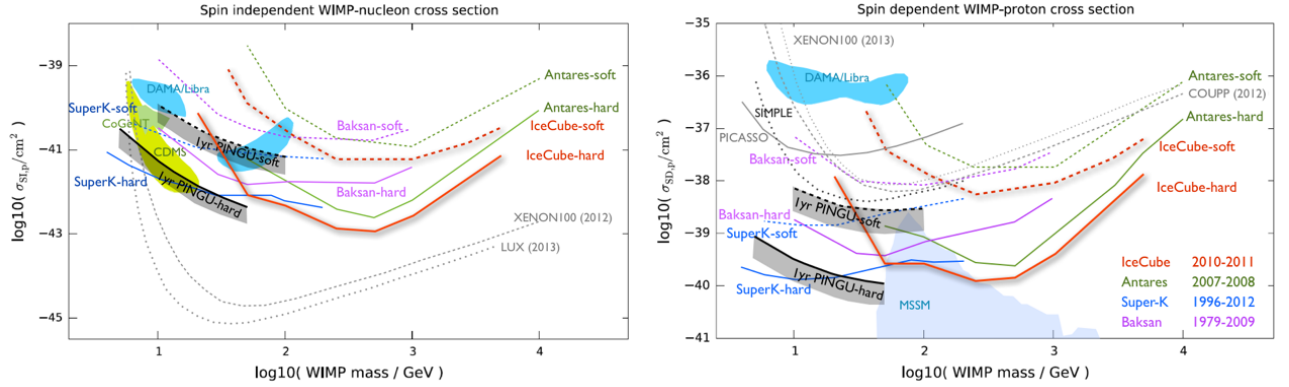 Spin independent WIMP-nucleon cross section
−39
−41
−43
−45
log10( σSI,p/cm²)
1
2
3
4
log10( WIMP mass / GeV )
DAMA/Libra
SuperK-soft
CoGeNT
CDMS
SuperK-hard
1yr PINGU-soft
1yr PINGU-hard
Baksan-soft
Baksan-hard
Antares-soft
Antares-hard
IceCube-soft
IceCube-hard
XENON100 (2012)
LUX (2013)
Spin dependent WIMP-proton cross section
−35
−36
−37
−38
−39
−40
−41
log10( σSD,p/cm²)
1
2
3
4
log10( WIMP mass / GeV )
XENON100 (2013)
DAMA/Libra
SIMPLE
PICASSO
Baksan-soft
1yr PINGU-soft
Baksan-hard
SuperK-soft
1yr PINGU-hard
SuperK-hard
MSSM
Antares-soft
COUPP (2012)
Antares-hard
IceCube-soft
IceCube-hard
IceCube 2010-2011
Antares 2007-2008
Super-K 1996-2012
Baksan 1979-2009